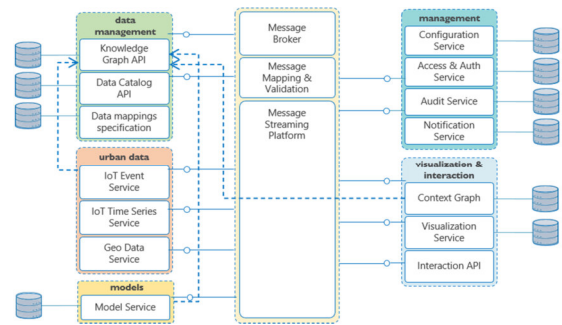 data
management
Knowledge
Graph API
Data Catalog
API
Data mappings
specification
urban data
IoT Event
Service
IoT Time Series
Service
Geo Data
Service
models
Model Service
Message
Broker
Message
Mapping &
Validation
Message
Streaming
Platform
management
Configuration
Service
Access & Auth
Service
Audit Service
Notification
Service
visualization &
interaction
Context Graph
Visualization
Service
Interaction API